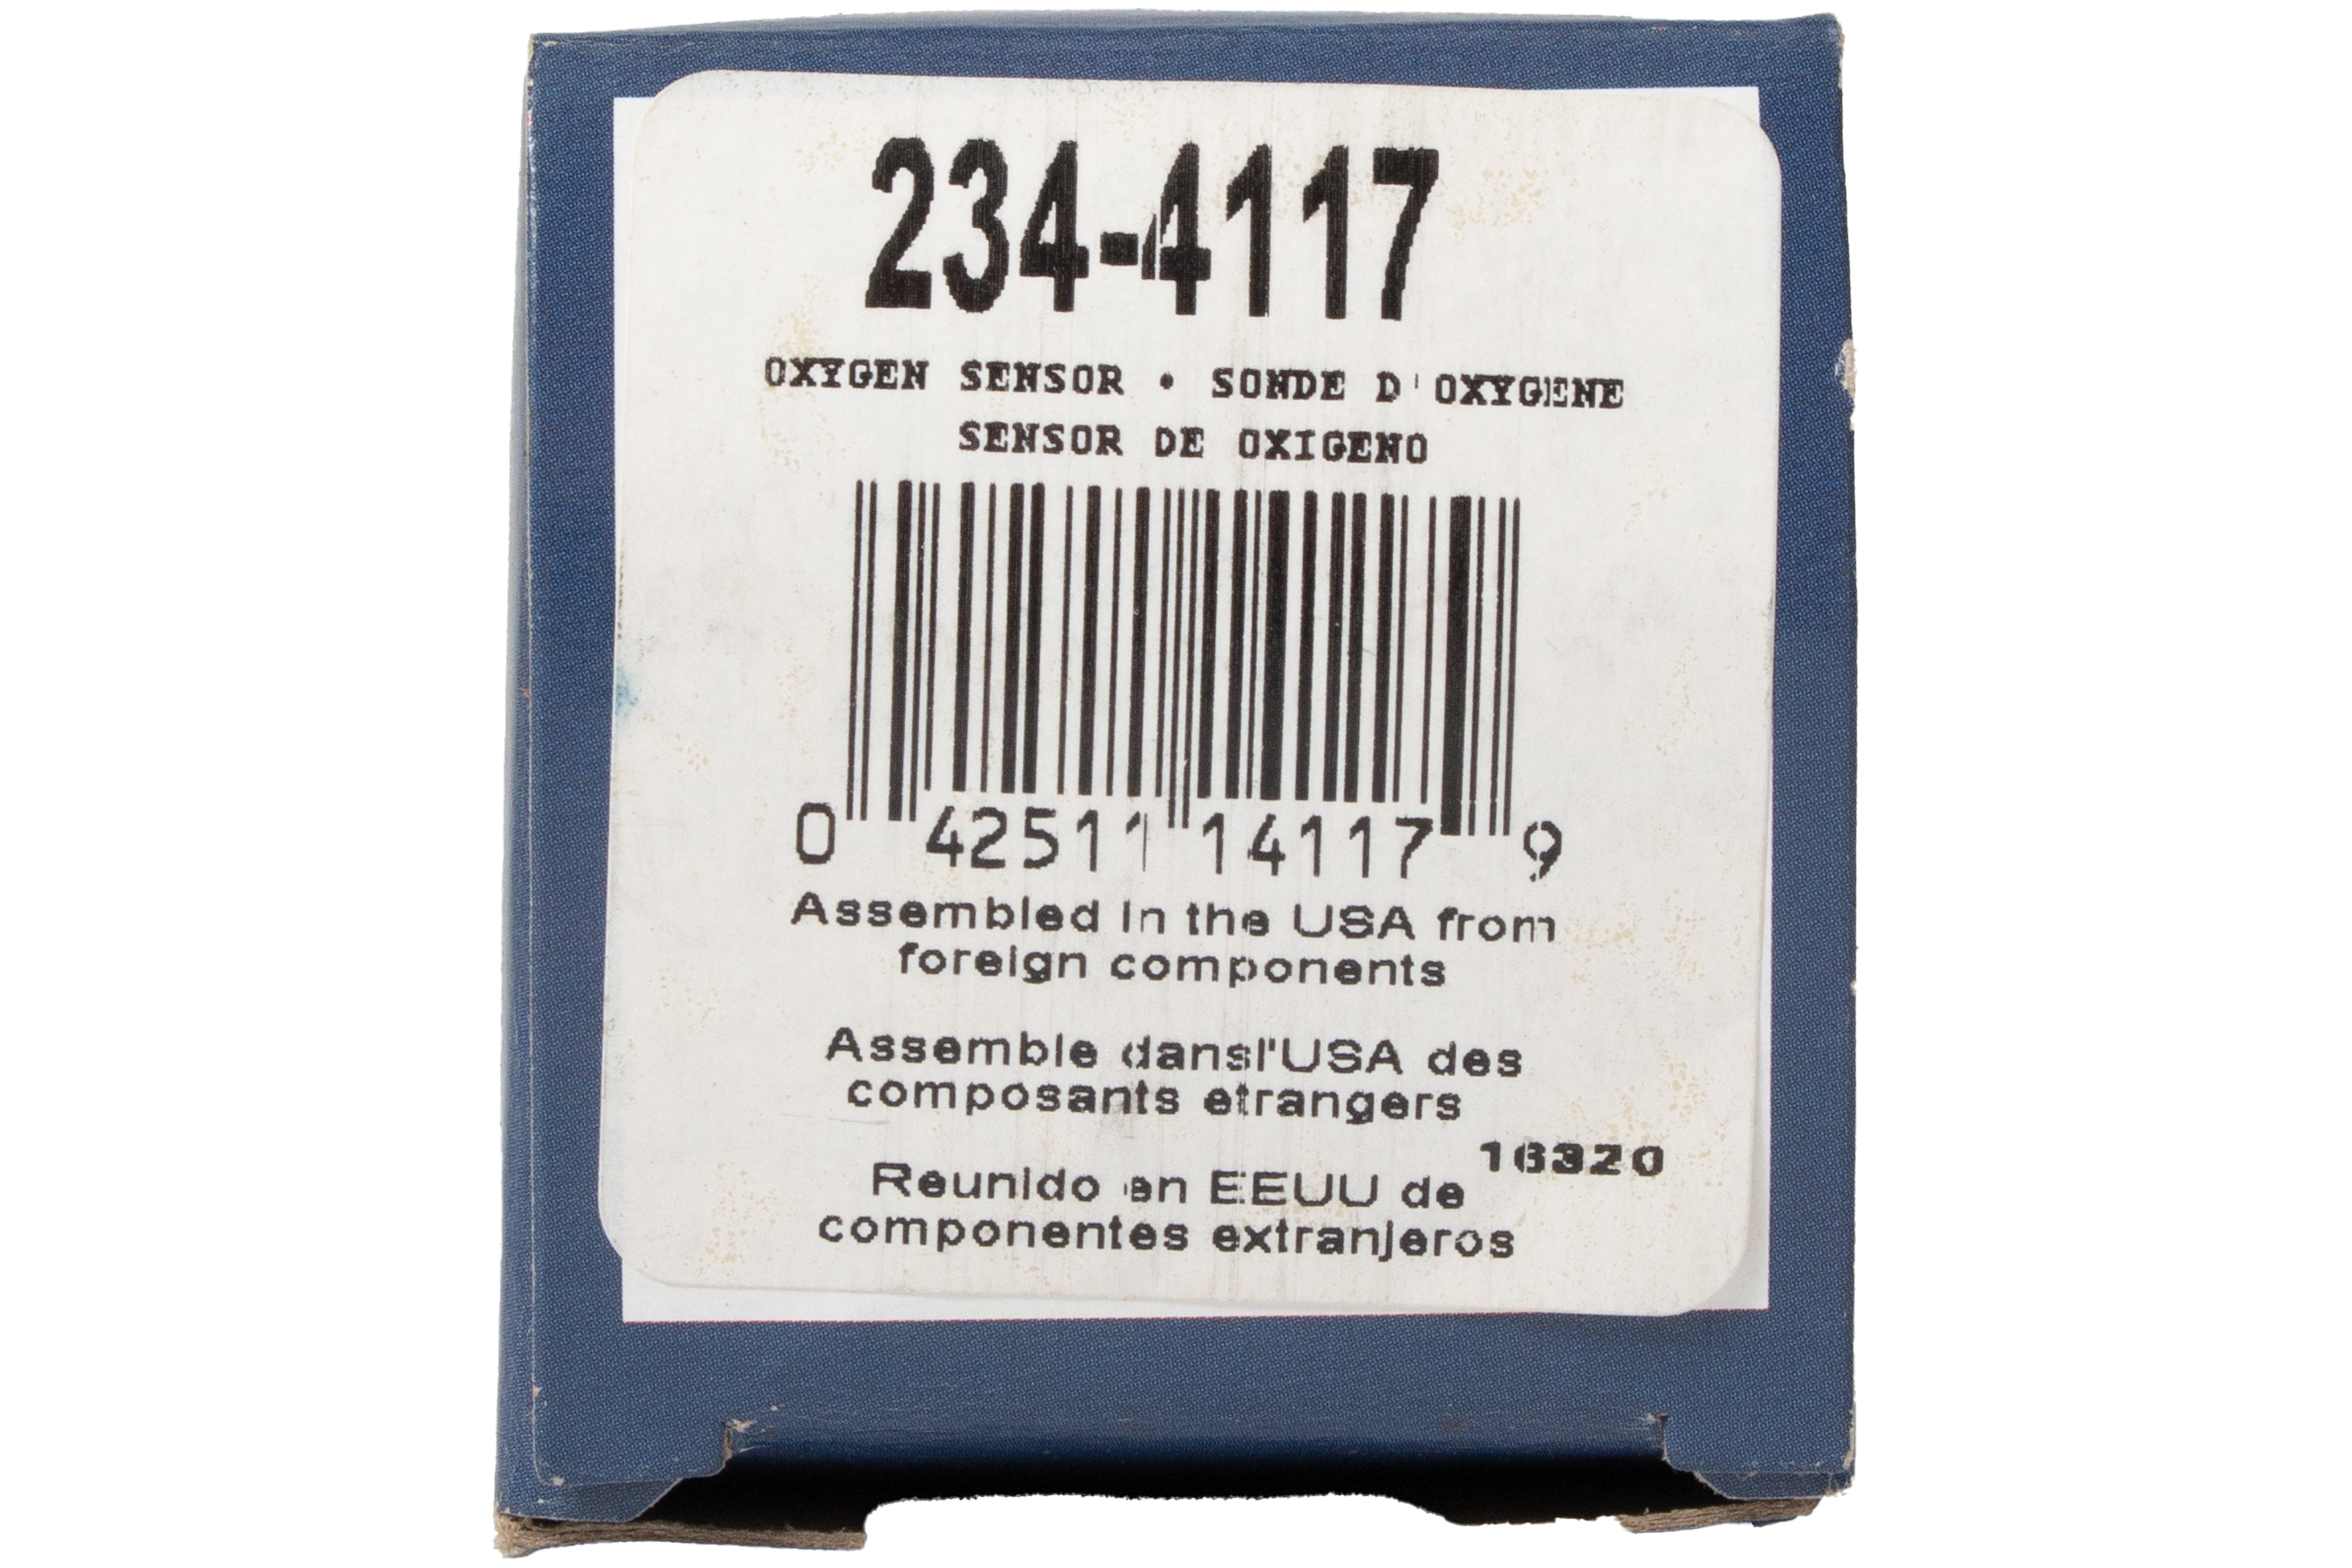 234-4117
OXYGEN SENSOR • SONDE D'OXYGENE
SENSOR DE OXIGENO
0 42511 14117 9
Assembled in the USA from
foreign components
Assemble dansl'USA des
composants etrangers
16320
Reunido en EEUU de
componentes extranjeros